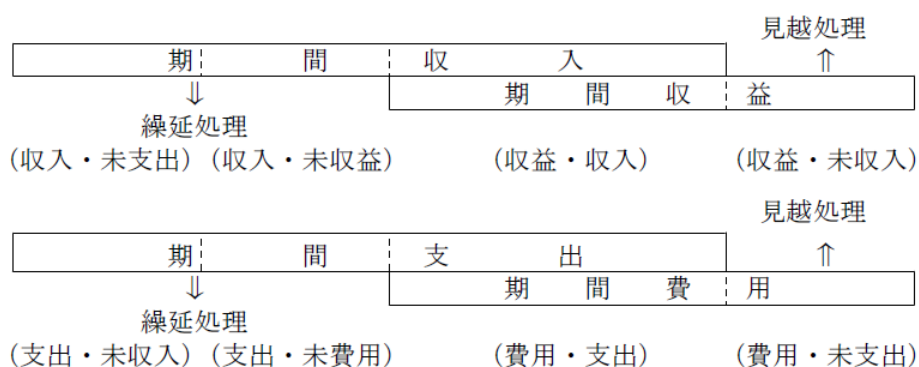 見越処理
期間収入 ⇑
⇓ 期間収益
繰延処理
(収入・未支出) (収入・未収益) (収益・収入) (収益・未収入)
見越処理
期間支出 ⇑
⇓ 期間費用
繰延処理
(支出・未収入) (支出・未費用) (費用・支出) (費用・未支出)